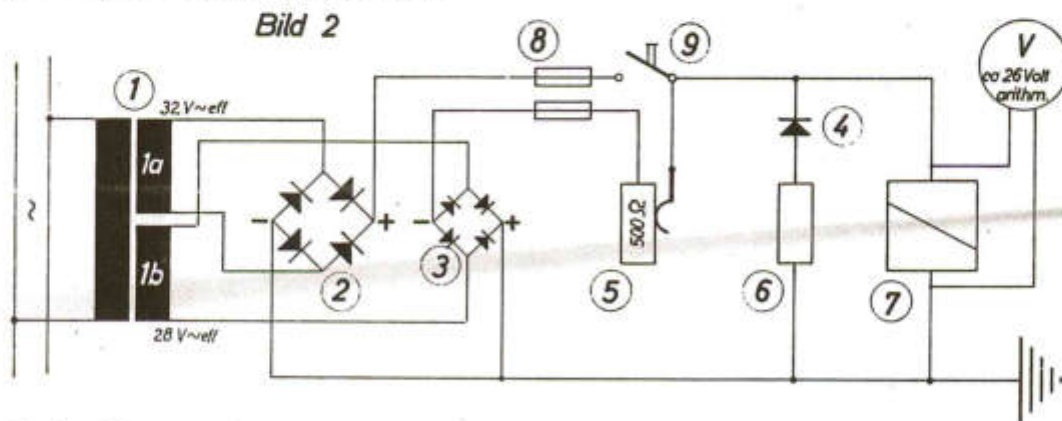 Bild 2
1
32 V~eff
1a
1b
28 V~eff
~
-
+
2
-
+
3
8
9
500 Ω
5
4
6
7
V
ca 26 Volt
arithm.